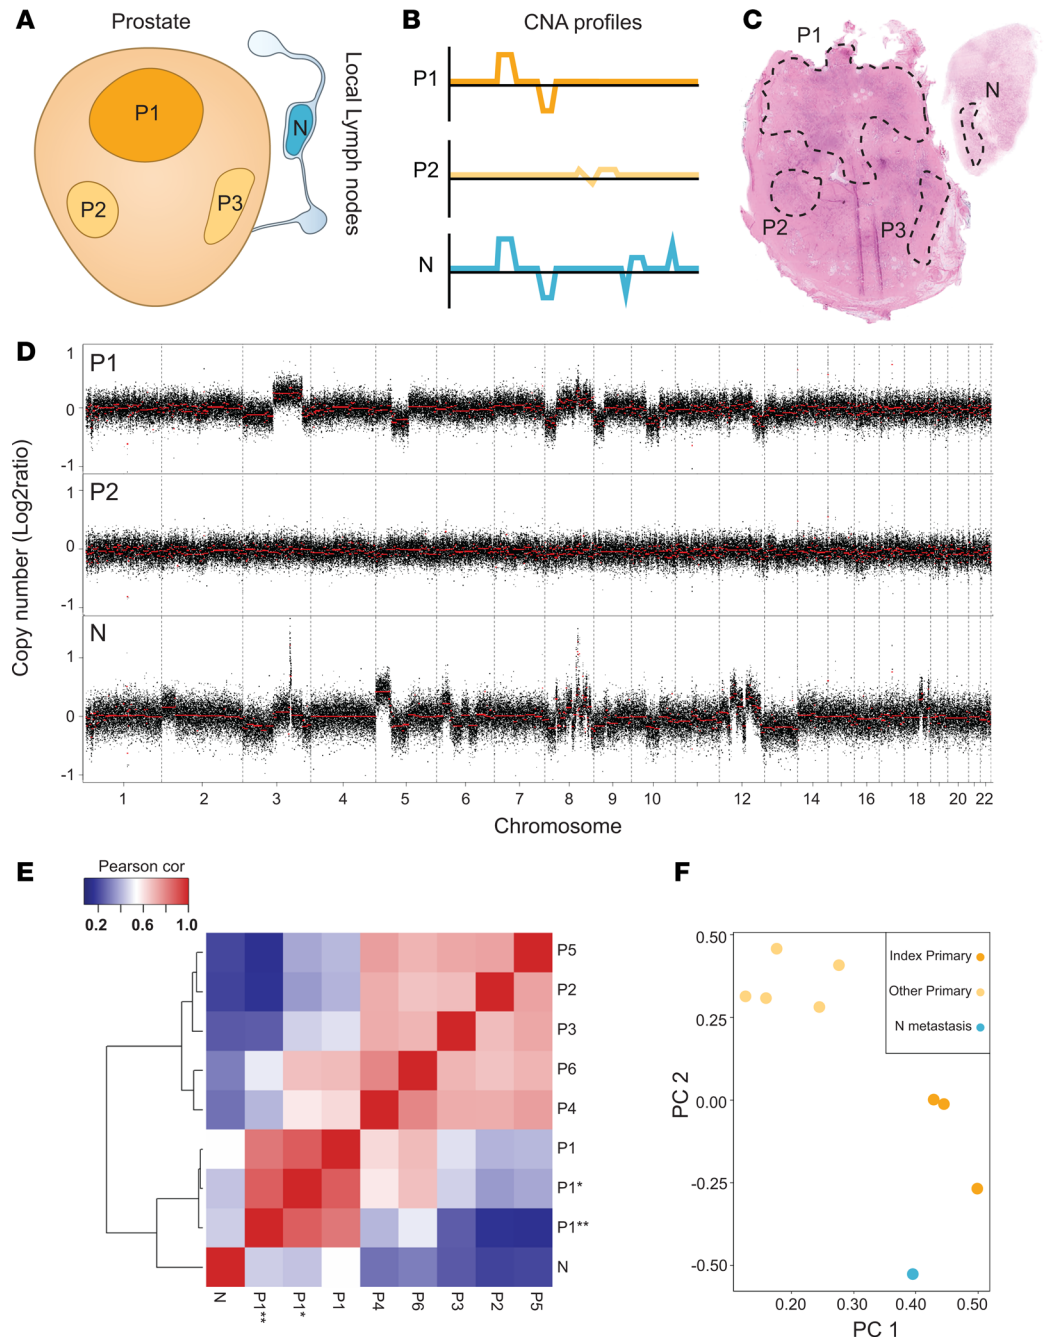 A
Prostate
P1
P2
P3
N
Local Lymph nodes
B
CNA profiles
P1
P2
N
C
P1
N
P2
P3
D
Copy number (Log2ratio)
P1
1
0
-1
P2
1
0
-1
N
1
0
-1
1 2 3 4 5 6 7 8 9 10 12 14 16 18 20 22
Chromosome
E
Pearson cor
0.2 0.6 1.0
P5
P2
P3
P6
P4
P1
P1*
P1**
N
N P1** P1* P1 P4 P6 P3 P2 P5
F
Index Primary
Other Primary
N metastasis
PC 2
0.50
0.25
0.00
-0.25
-0.50
0.20 0.30 0.40 0.50
PC 1